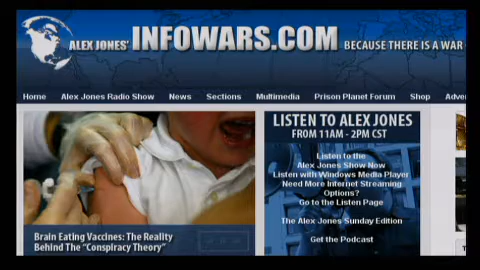 ALEX JONES' INFOWARS.COM BECAUSE THERE IS A WAR
Home Alex Jones Radio Show News Sections Multimedia Prison Planet Forum Shop Adve
LISTEN TO ALEX JONES
FROM 11AM - 2PM CST
Listen to the
Alex Jones Show Now
Listen with Windows Media Player
Need More Internet Streaming
Options?
Go to the Listen Page
The Alex Jones Sunday Edition
Get the Podcast
Brain Eating Vaccines: The Reality
Behind The "Conspiracy Theory"